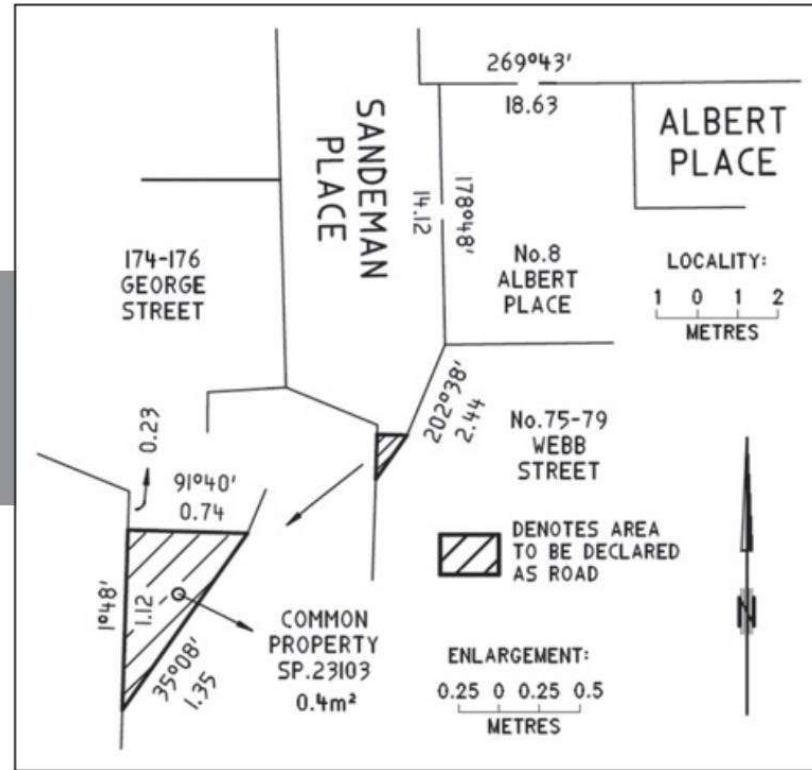 269°43'
18.63
SANDEMAN
PLACE
ALBERT
PLACE
178°48'
14.12
174-176
GEORGE
STREET
No.8
ALBERT
PLACE
LOCALITY:
1 0 1 2
METRES
202°38'
2.44
No.75-79
WEBB
STREET
0.23
91°40'
0.74
DENOTES AREA
TO BE DECLARED
AS ROAD
1°48'
1.12
35°08'
1.35
COMMON
PROPERTY
SP.23103
0.4m²
ENLARGEMENT:
0.25 0 0.25 0.5
METRES
N